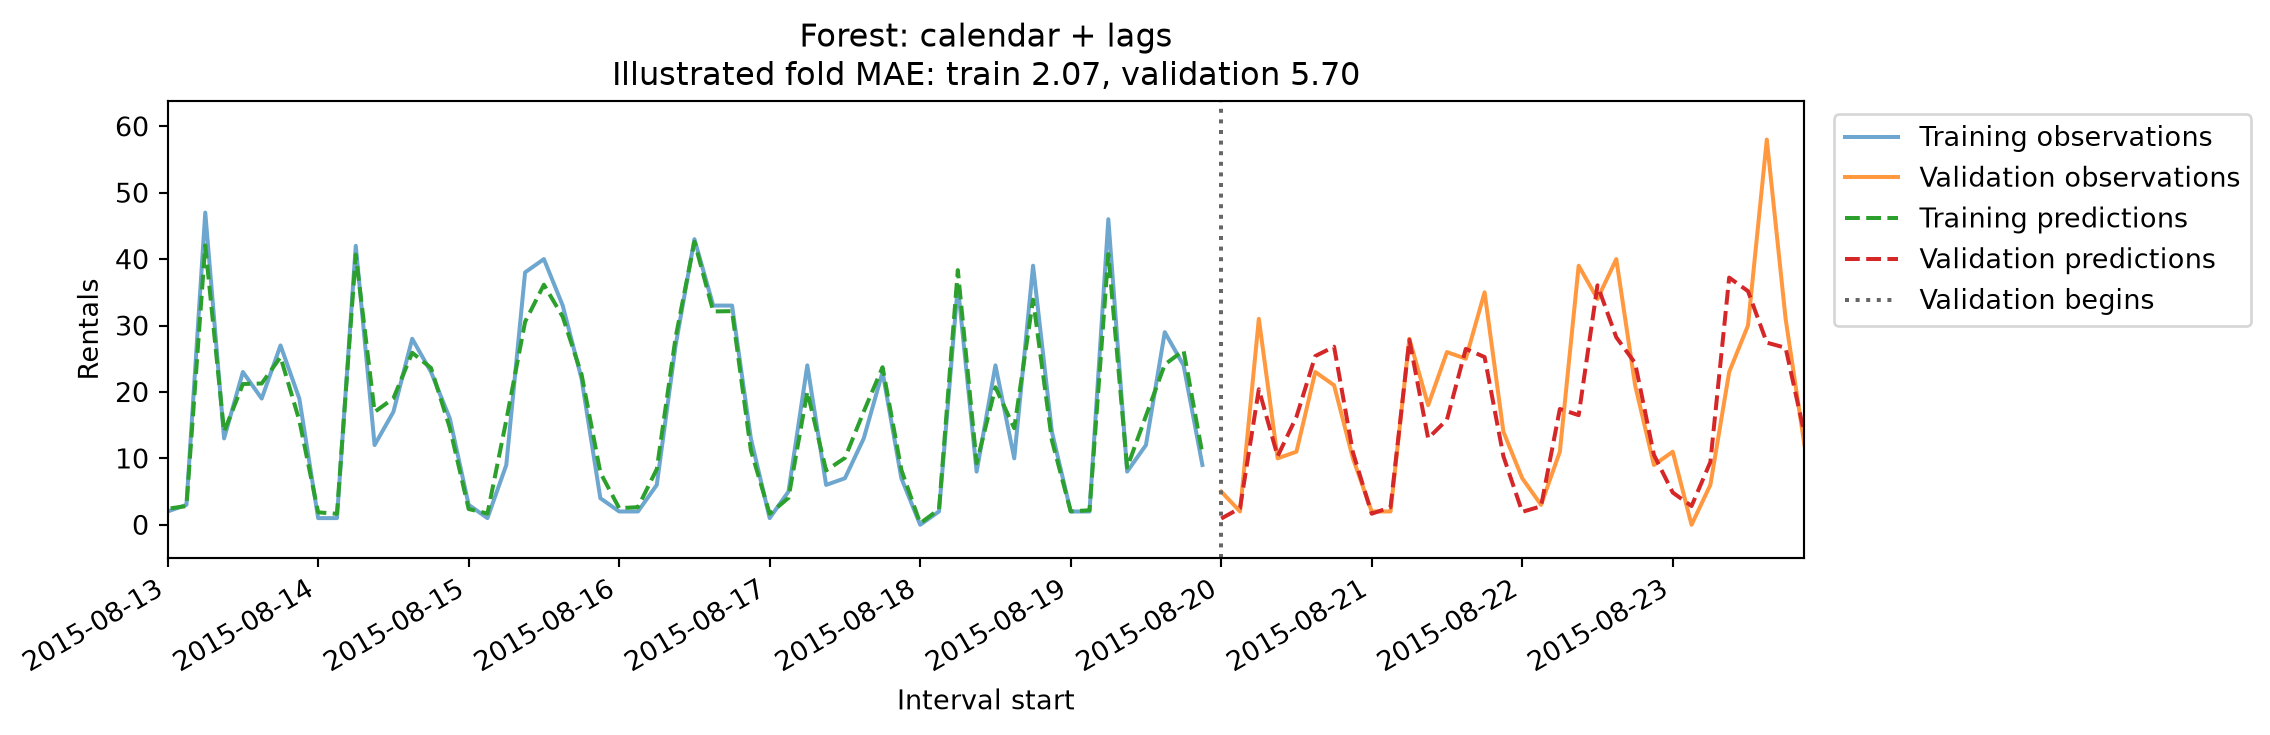 Forest: calendar + lags
Illustrated fold MAE: train 2.07, validation 5.70
Rentals
60
50
40
30
20
10
0
2015-08-13
2015-08-14
2015-08-15
2015-08-16
2015-08-17
2015-08-18
2015-08-19
2015-08-20
2015-08-21
2015-08-22
2015-08-23
Interval start
Training observations
Validation observations
Training predictions
Validation predictions
Validation begins